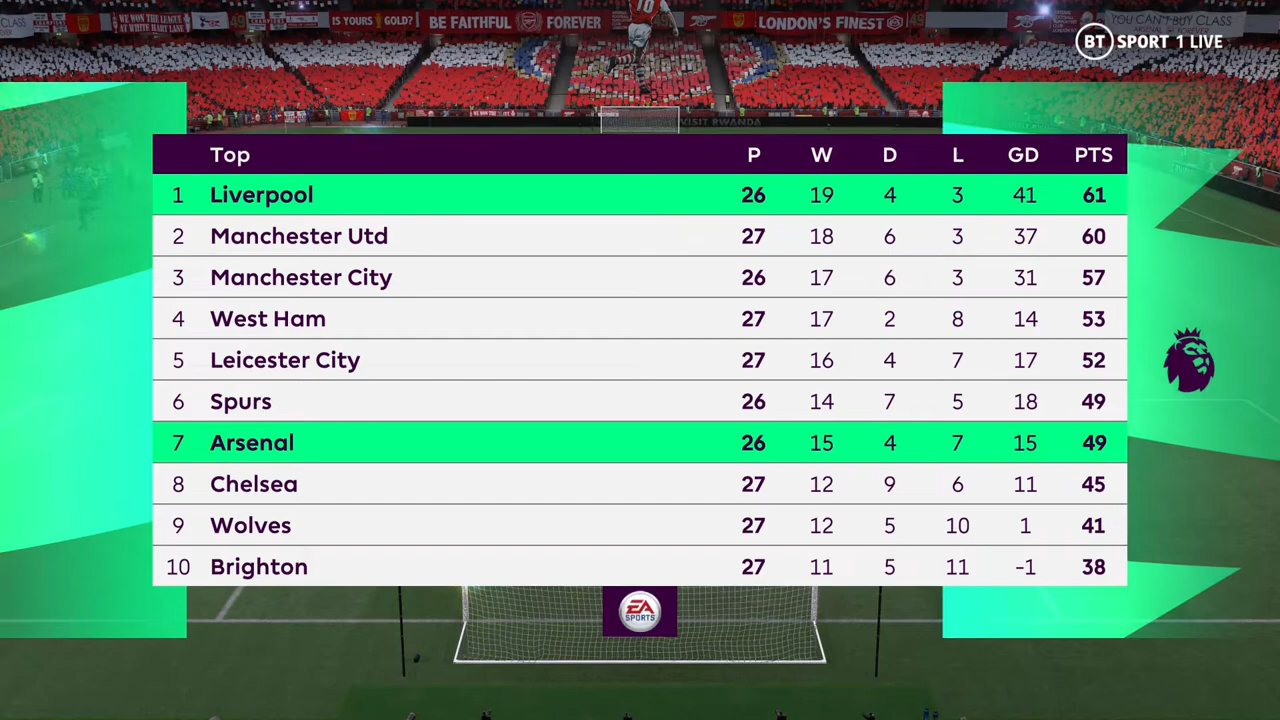 WE WON THE LEAGUE
AT WHITE HART LANE
IS YOURS GOLD?
49
BE FAITHFUL FOREVER
LONDON'S FINEST
49
YOU CAN'T BUY CLASS
10
BT SPORT 1 LIVE
VISIT RWANDA
Top P W D L GD PTS
1 Liverpool 26 19 4 3 41 61
2 Manchester Utd 27 18 6 3 37 60
3 Manchester City 26 17 6 3 31 57
4 West Ham 27 17 2 8 14 53
5 Leicester City 27 16 4 7 17 52
6 Spurs 26 14 7 5 18 49
7 Arsenal 26 15 4 7 15 49
8 Chelsea 27 12 9 6 11 45
9 Wolves 27 12 5 10 1 41
10 Brighton 27 11 5 11 -1 38
EA
SPORTS